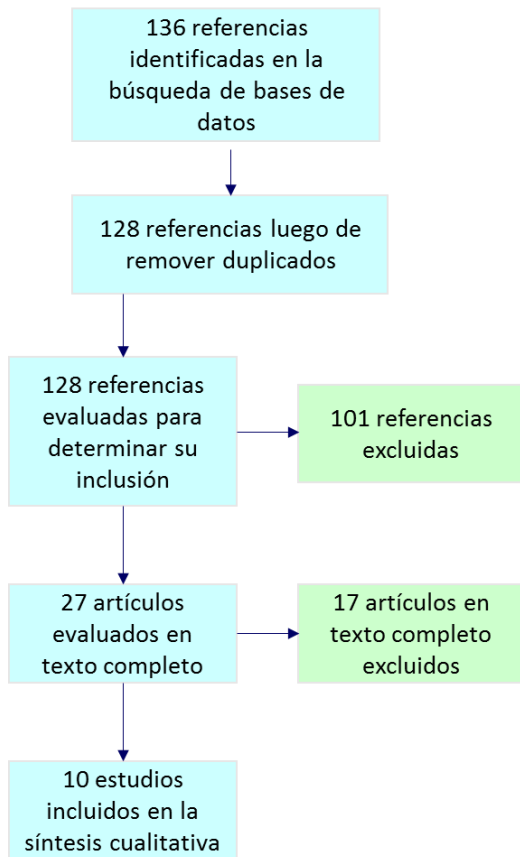 136 referencias
identificadas en la
búsqueda de bases de
datos
128 referencias luego de
remover duplicados
128 referencias
evaluadas para
determinar su
inclusión
101 referencias
excluidas
27 artículos
evaluados en
texto completo
17 artículos en
texto completo
excluidos
10 estudios
incluidos en la
síntesis cualitativa